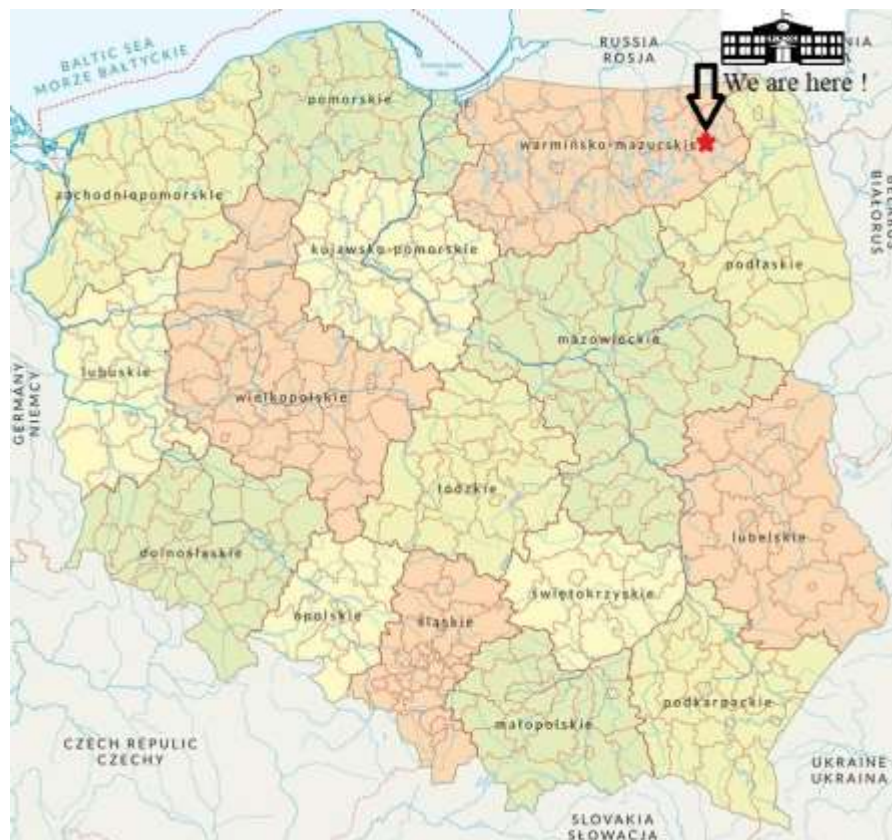 BALTIC SEA
MORZE BAŁTYCKIE
RUSSIA
ROSJA
We are here !
pomorskie
warmińsko-mazurskie
zachodniopomorskie
BIAŁORUŚ
kujawsko-pomorskie
podlaskie
mazowieckie
GERMANY
NIEMCY
lubuskie
wielkopolskie
łódzkie
lubelskie
dolnośląskie
opolskie
śląskie
świętokrzyskie
podkarpackie
małopolskie
CZECH REPULIC
CZECHY
UKRAINE
UKRAINA
SLOVAKIA
SŁOWACJA